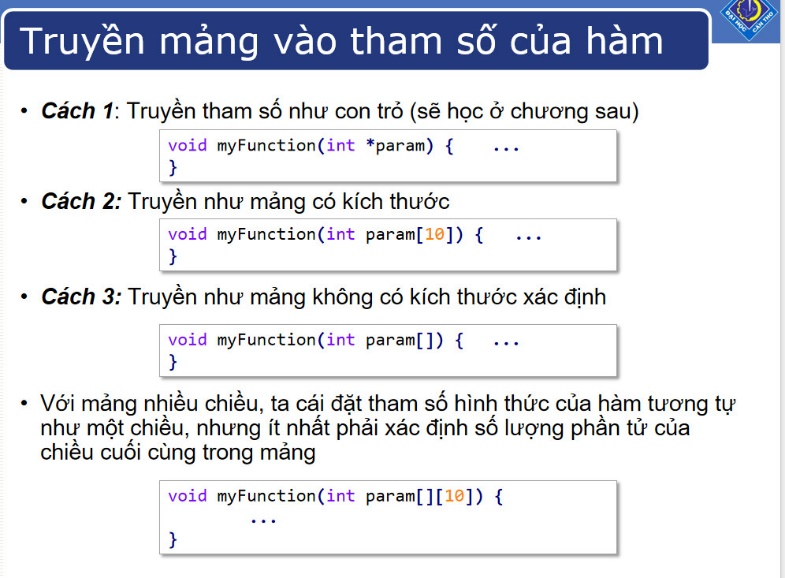 Truyền mảng vào tham số của hàm
ĐẠI HỌC CẦN THƠ
• Cách 1: Truyền tham số như con trỏ (sẽ học ở chương sau)
void myFunction(int *param) { ...
}
• Cách 2: Truyền như mảng có kích thước
void myFunction(int param[10]) { ...
}
• Cách 3: Truyền như mảng không có kích thước xác định
void myFunction(int param[]) { ...
}
• Với mảng nhiều chiều, ta cái đặt tham số hình thức của hàm tương tự
như một chiều, nhưng ít nhất phải xác định số lượng phần tử của
chiều cuối cùng trong mảng
void myFunction(int param[][10]) {
...
}